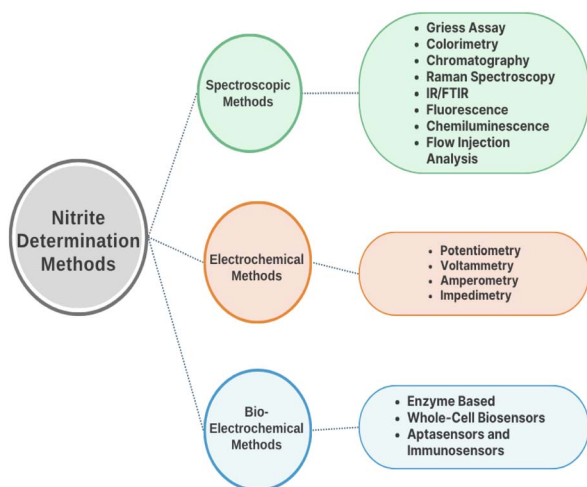 Nitrite
Determination
Methods
Spectroscopic
Methods
• Griess Assay
• Colorimetry
• Chromatography
• Raman Spectroscopy
• IR/FTIR
• Fluorescence
• Chemiluminescence
• Flow Injection
Analysis
Electrochemical
Methods
• Potentiometry
• Voltammetry
• Amperometry
• Impedimetry
Bio-
Electrochemical
Methods
• Enzyme Based
• Whole-Cell Biosensors
• Aptasensors and
Immunosensors